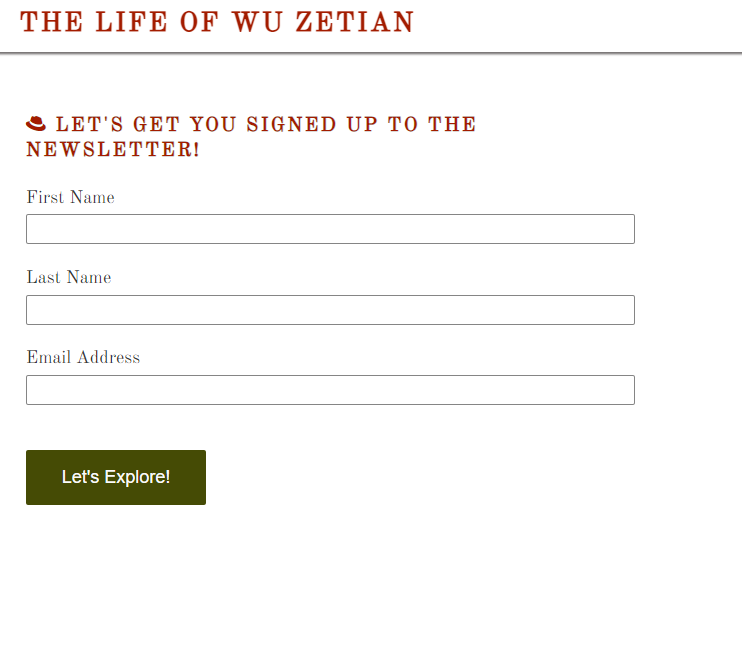 THE LIFE OF WU ZETIAN
LET'S GET YOU SIGNED UP TO THE
NEWSLETTER!
First Name
Last Name
Email Address
Let's Explore!